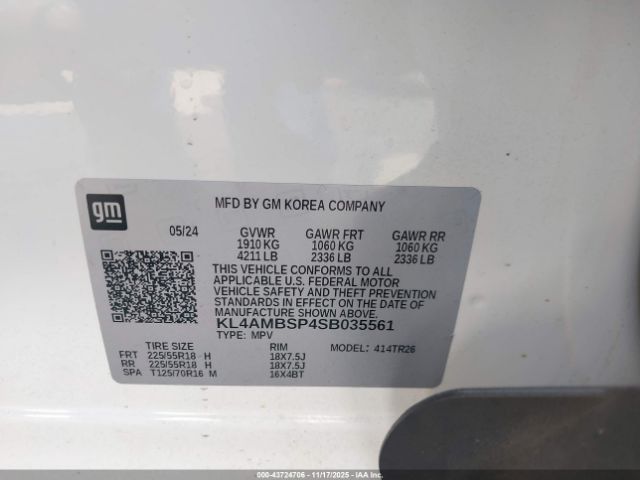 gm
MFD BY GM KOREA COMPANY
05/24 GVWR GAWR FRT GAWR RR
1910 KG 1060 KG 1060 KG
4211 LB 2336 LB 2336 LB
THIS VEHICLE CONFORMS TO ALL
APPLICABLE U.S. FEDERAL MOTOR
VEHICLE SAFETY AND THEFT PREVENTION
STANDARDS IN EFFECT ON THE DATE OF
MANUFACTURE SHOWN ABOVE.
KL4AMBSP4SB035561
TYPE: MPV
TIRE SIZE RIM MODEL: 414TR26
FRT 225/55R18 H 18X7.5J
RR 225/55R18 H 18X7.5J
SPA T125/70R16 M 16X4BT
000-43724706 - 11/17/2025 - IAAI.COM